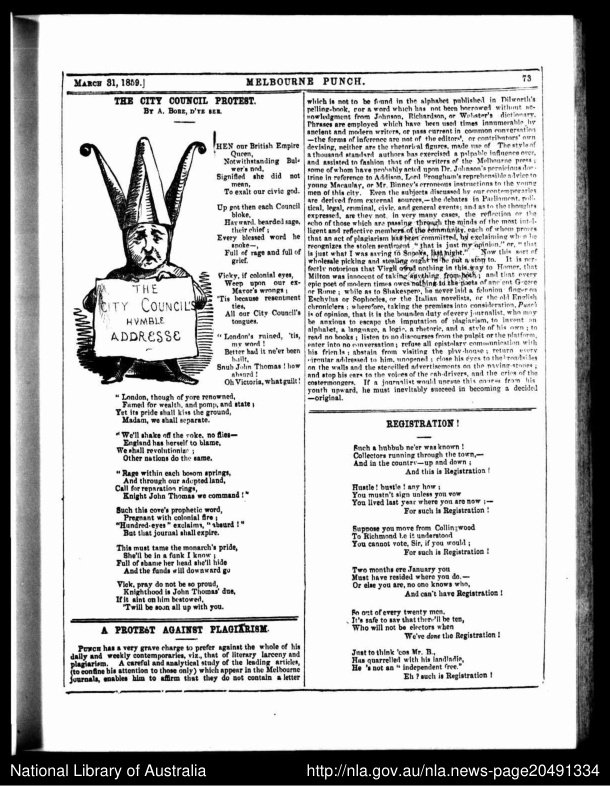 MARCH 31, 1859.]
MELBOURNE PUNCH.
73
THE CITY COUNCIL PROTEST.
BY A. BORE, D'YE SEE.
WHEN our British Empire
Queen,
Notwithstanding Bul-
wer's nod,
Signified she did not
mean,
To exalt our civic god.
Up got then each Council
bloke,
Hayward, bearded sage,
their chief;
Every blessed word he
spoke—,
Full of rage and full of
grief.
Vicky, if colonial eyes,
Weep upon our ex-
Mayor's wrongs;
'Tis because resentment
ties,
All our City Council's
tongues.
"London's ruined, 'tis,
my word!
Better had it ne'er been
built,
Snub John Thomas! how
absurd!
Oh Victoria, what guilt!
THE
CITY COUNCIL'S
HUMBLE
ADDRESSE
"London, though of yore renowned,
Famed for wealth, and pomp, and state;
Yet its pride shall kiss the ground,
Madam, we shall separate.
"We'll shake off the yoke, no flies—
England has herself to blame,
We shall revolutionise;
Other nations do the same.
"Rage within each bosom springs,
And through our adopted land,
Call for reparation rings,
Knight John Thomas we command!"
Such this cove's prophetic word,
Pregnant with colonial fire;
"Hundred-eyes" exclaims, "absurd!"
But that journal shall expire.
This must tame the monarch's pride,
She'll be in a funk I know;
Full of shame her head she'll hide
And the funds will downward go
Vick, pray do not be so proud,
Knighthood is John Thomas' due,
If it aint on him bestowed,
'Twill be soon all up with you.
A PROTEST AGAINST PLAGIARISM.
PUNCH has a very grave charge to prefer against the whole of his
daily and weekly contemporaries, viz., that of literary larceny and
plagiarism. A careful and analytical study of the leading articles,
(to confine his attention to those only) which appear in the Melbourne
journals, enables him to affirm that they do not contain a letter
which is not to be found in the alphabet published in Dilworth's
spelling-book, nor a word which has not been borrowed without ac-
knowledgment from Johnson, Richardson, or Webster's dictionary.
Phrases are employed which have been used times innumerable by
ancient and modern writers, or pass current in common conversation
—the forms of inference are not of the editors', or contributors' own
devising, neither are the rhetorical figures, made use of. The style of
a thousand standard authors has exercised a palpable influence over,
and assisted to fashion that of the writers of the Melbourne press;
some of whom have probably acted upon Dr. Johnson's pernicious doc-
trine in reference to Addison, Lord Brougham's reprehensible advice to
young Macaulay, or Mr. Binney's erroneous instructions to the young
men of this city. Even the subjects discussed by our contemporaries
are derived from external sources,—the debates in Parliament, poli-
tical, legal, criminal, civic, and general events; and as to the thoughts
expressed, are they not, in very many cases, the reflection or the
echo of those which are passing through the minds of the most intel-
ligent and reflective members of the community, each of whom proves
that an act of plagiarism has been committed, by exclaiming when he
recognizes the stolen sentiment "that is just my opinion," or, "that
is just what I was saying to Snooks, last night." Now this sort of
wholesale picking and stealing ought to be put a stop to. It is per-
fectly notorious that Virgil owed nothing in this way to Homer, that
Milton was innocent of taking anything from both; and that every
epic poet of modern times owes nothing to the poets of ancient Greece
or Rome; while as to Shakespere, he never laid a felonious finger on
Eschylus or Sophocles, or the Italian novelists, or the old English
chroniclers; wherefore, taking the premises into consideration, Punch
is of opinion, that it is the bounden duty of every journalist, who may
be anxious to escape the imputation of plagiarism, to invent an
alphabet, a language, a logic, a rhetoric, and a style of his own; to
read no books; listen to no discourses from the pulpit or the platform,
enter into no conversation; refuse all epistolary communication with
his friends; abstain from visiting the play-house; return every
circular addressed to him, unopened; close his eyes to the broadsides
on the walls and the stencilled advertisements on the paving-stones;
and stop his ears to the voices of the cab-drivers, and the cries of the
costermongers. If a journalist would pursue this course from his
youth upward, he must inevitably succeed in becoming a decided
—original.
REGISTRATION!
Such a hubbub ne'er was known!
Collectors running through the town,—
And in the country—up and down;
And this is Registration!
Hustle! bustle! any how;
You mustn't sign unless you vow
You lived last year where you are now;—
For such is Registration!
Suppose you move from Collingwood
To Richmond be it understood
You cannot vote, Sir, if you would;
For such is Registration!
Two months ere January you
Must have resided where you do.—
Or else you are, no one knows who,
And can't have Registration!
So out of every twenty men,
It's safe to say that there'll be ten,
Who will not be electors when
We've done the Registration!
Just to think 'cos Mr. B.,
Has quarrelled with his landladie,
He 's not an "independent free."
Eh? such is Registration!
National Library of Australia
http://nla.gov.au/nla.news-page20491334